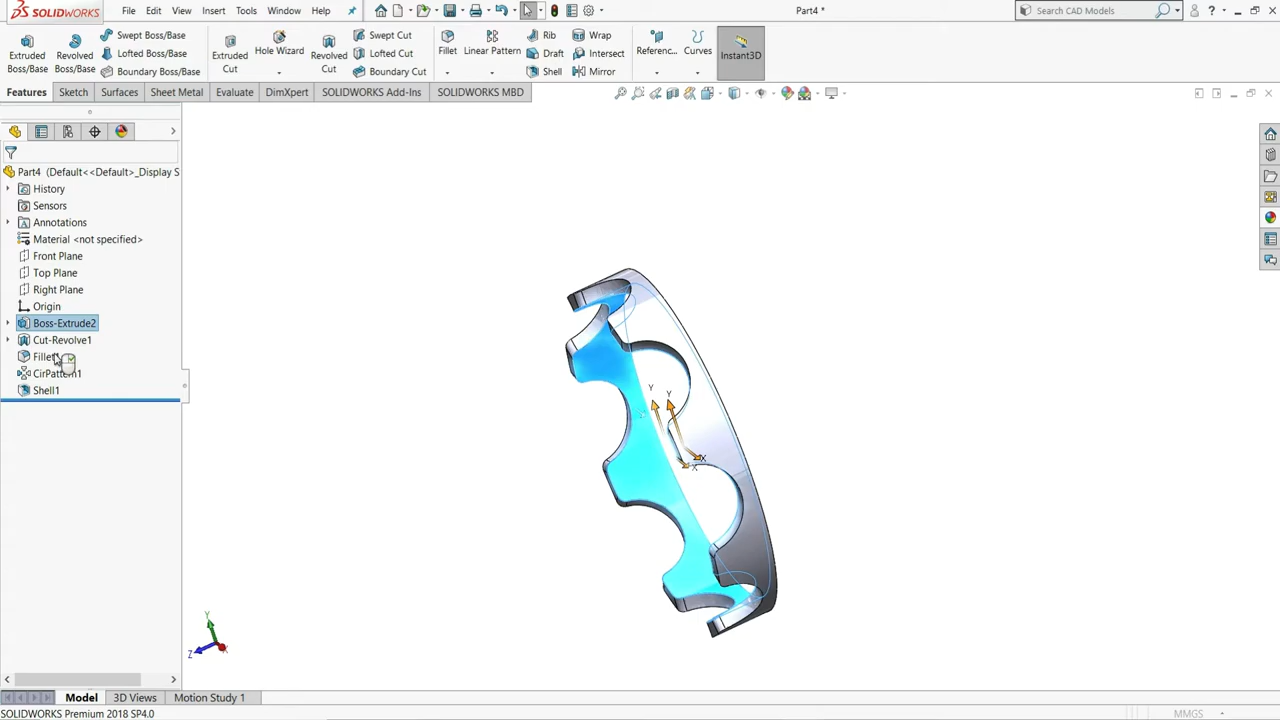 SOLIDWORKS File Edit View Insert Tools Window Help Part4 * Search CAD Models ?
Extruded Boss/Base Revolved Boss/Base Swept Boss/Base Lofted Boss/Base Boundary Boss/Base Extruded Cut Hole Wizard Revolved Cut Swept Cut Lofted Cut Boundary Cut Fillet Linear Pattern Rib Draft Shell Wrap Intersect Mirror Referenc... Curves Instant3D
Features Sketch Surfaces Sheet Metal Evaluate DimXpert SOLIDWORKS Add-Ins SOLIDWORKS MBD
Part4 (Default<<Default>_Display S
History
Sensors
Annotations
Material <not specified>
Front Plane
Top Plane
Right Plane
Origin
Boss-Extrude2
Cut-Revolve1
CirPattern1
Shell1
Y Y
X X
Y
Z X
Model 3D Views Motion Study 1
SOLIDWORKS Premium 2018 SP4.0 MMGS